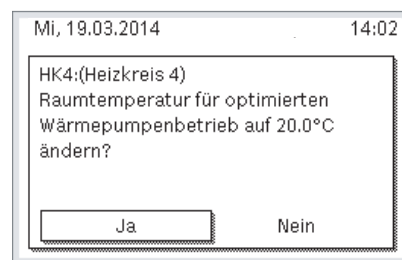 Mi, 19.03.2014 14:02
HK4:(Heizkreis 4)
Raumtemperatur für optimierten
Wärmepumpenbetrieb auf 20.0°C
ändern?
Ja Nein